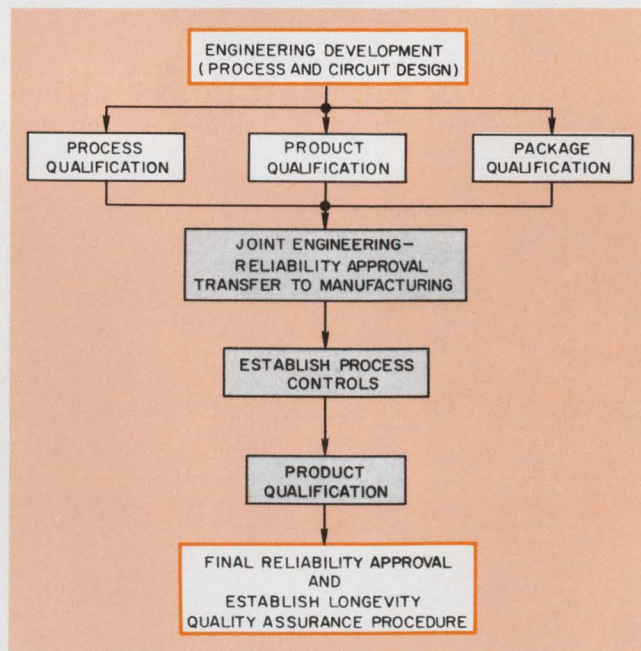 ENGINEERING DEVELOPMENT
(PROCESS AND CIRCUIT DESIGN)
PROCESS
QUALIFICATION
PRODUCT
QUALIFICATION
PACKAGE
QUALIFICATION
JOINT ENGINEERING–
RELIABILITY APPROVAL
TRANSFER TO MANUFACTURING
ESTABLISH PROCESS
CONTROLS
PRODUCT
QUALIFICATION
FINAL RELIABILITY APPROVAL
AND
ESTABLISH LONGEVITY
QUALITY ASSURANCE PROCEDURE